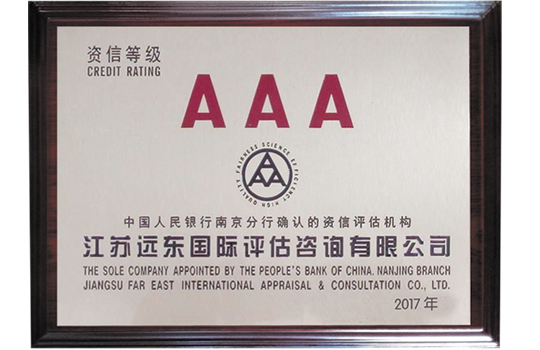 资信等级
CREDIT RATING
AAA
FAIRNESS SCIENCE EFFICIENCY HIGH QUALITY
AAA
中国人民银行南京分行确认的资信评估机构
江苏远东国际评估咨询有限公司
THE SOLE COMPANY APPOINTED BY THE PEOPLE'S BANK OF CHINA, NANJING BRANCH
JIANGSU FAR EAST INTERNATIONAL APPRAISAL & CONSULTATION CO., LTD.
2017年